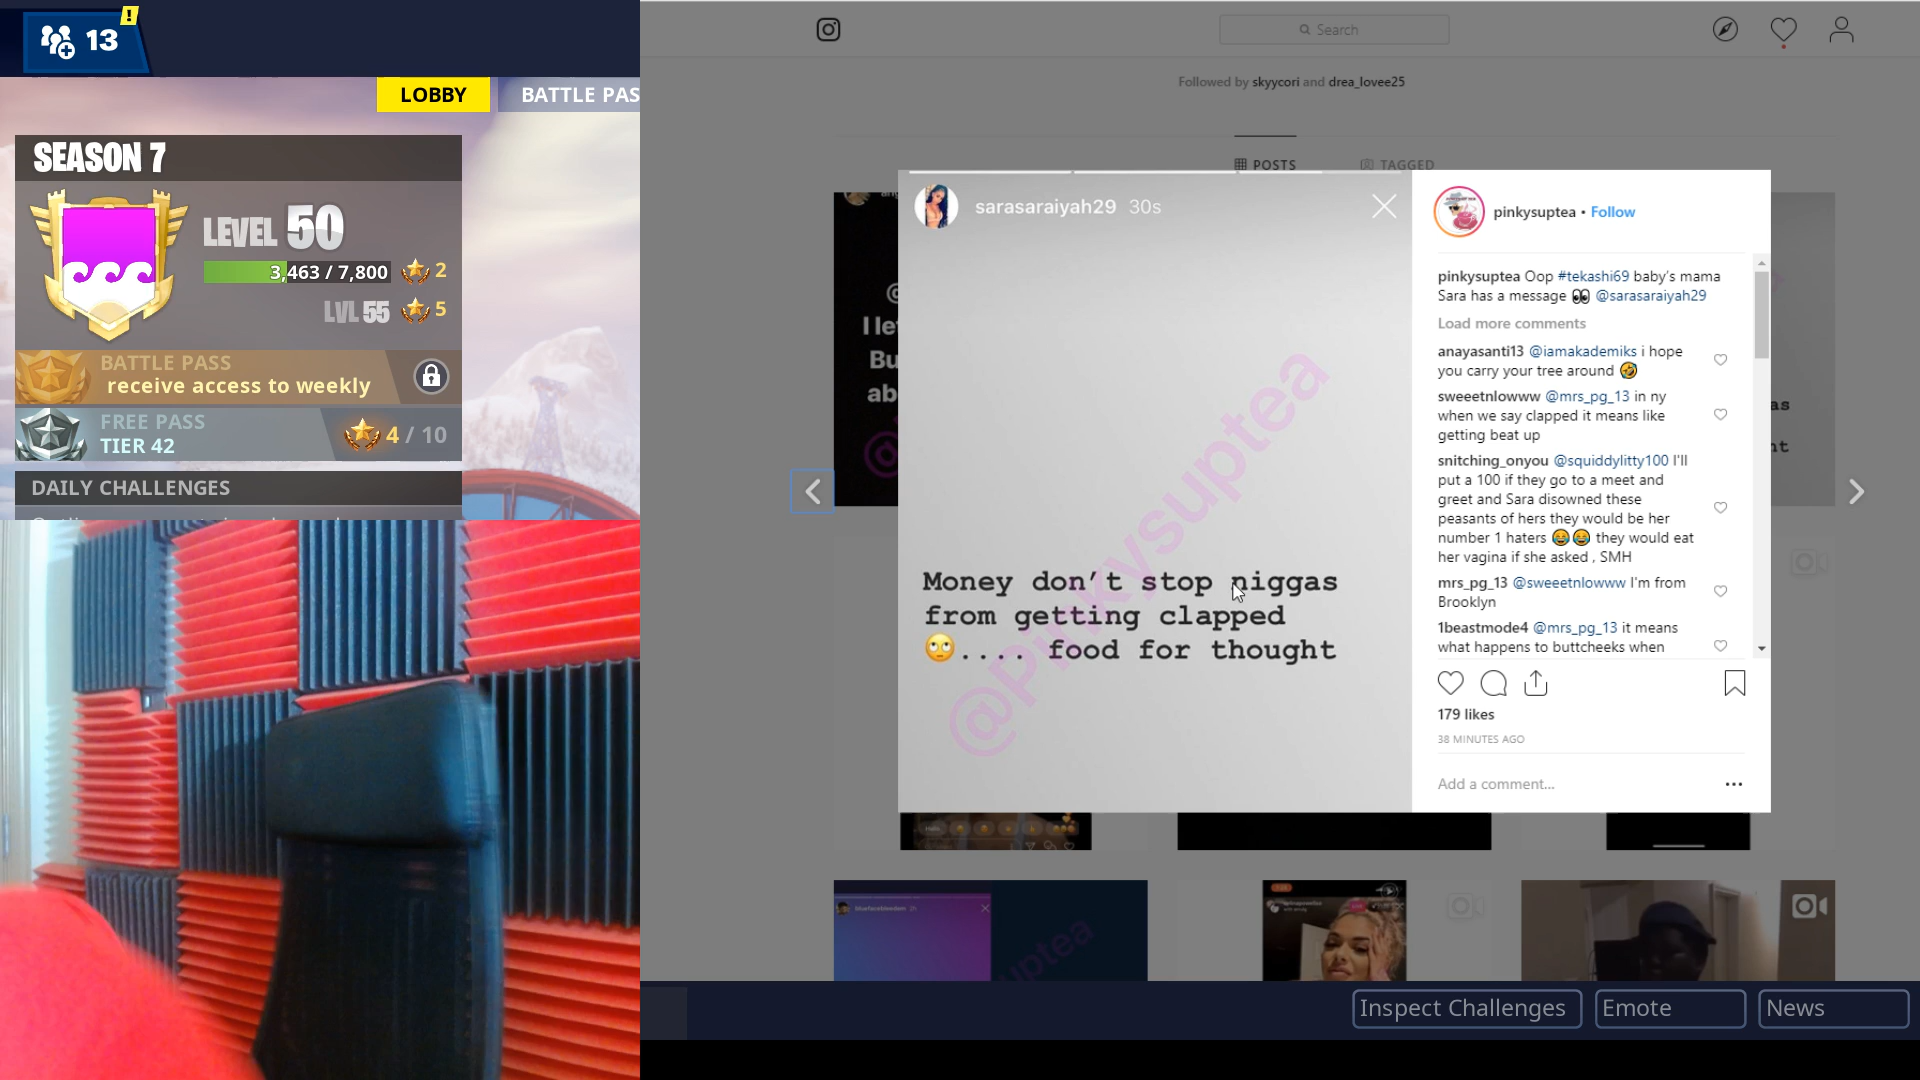 !
13
LOBBY
BATTLE PAS
SEASON 7
LEVEL 50
3,463 / 7,800
2
LVL 55
5
BATTLE PASS
receive access to weekly
FREE PASS
TIER 42
4 / 10
DAILY CHALLENGES
Search
Followed by skyycori and drea_lovee25
POSTS
TAGGED
I le
Bu
ab
as
nt
sarasaraiyah29 30s
@Pinkysuptea
Money don't stop niggas
from getting clapped
🙄.... food for thought
pinkysuptea • Follow
pinkysuptea Oop #tekashi69 baby's mama
Sara has a message 👀 @sarasaraiyah29
Load more comments
anayasanti13 @iamakademiks i hope
you carry your tree around 🤣
sweeetnlowww @mrs_pg_13 in ny
when we say clapped it means like
getting beat up
snitching_onyou @squiddylitty100 I'll
put a 100 if they go to a meet and
greet and Sara disowned these
peasants of hers they would be her
number 1 haters 😂😂 they would eat
her vagina if she asked , SMH
mrs_pg_13 @sweeetnlowww I'm from
Brooklyn
1beastmode4 @mrs_pg_13 it means
what happens to buttcheeks when
179 likes
38 MINUTES AGO
Add a comment...
uptea
Inspect Challenges
Emote
News